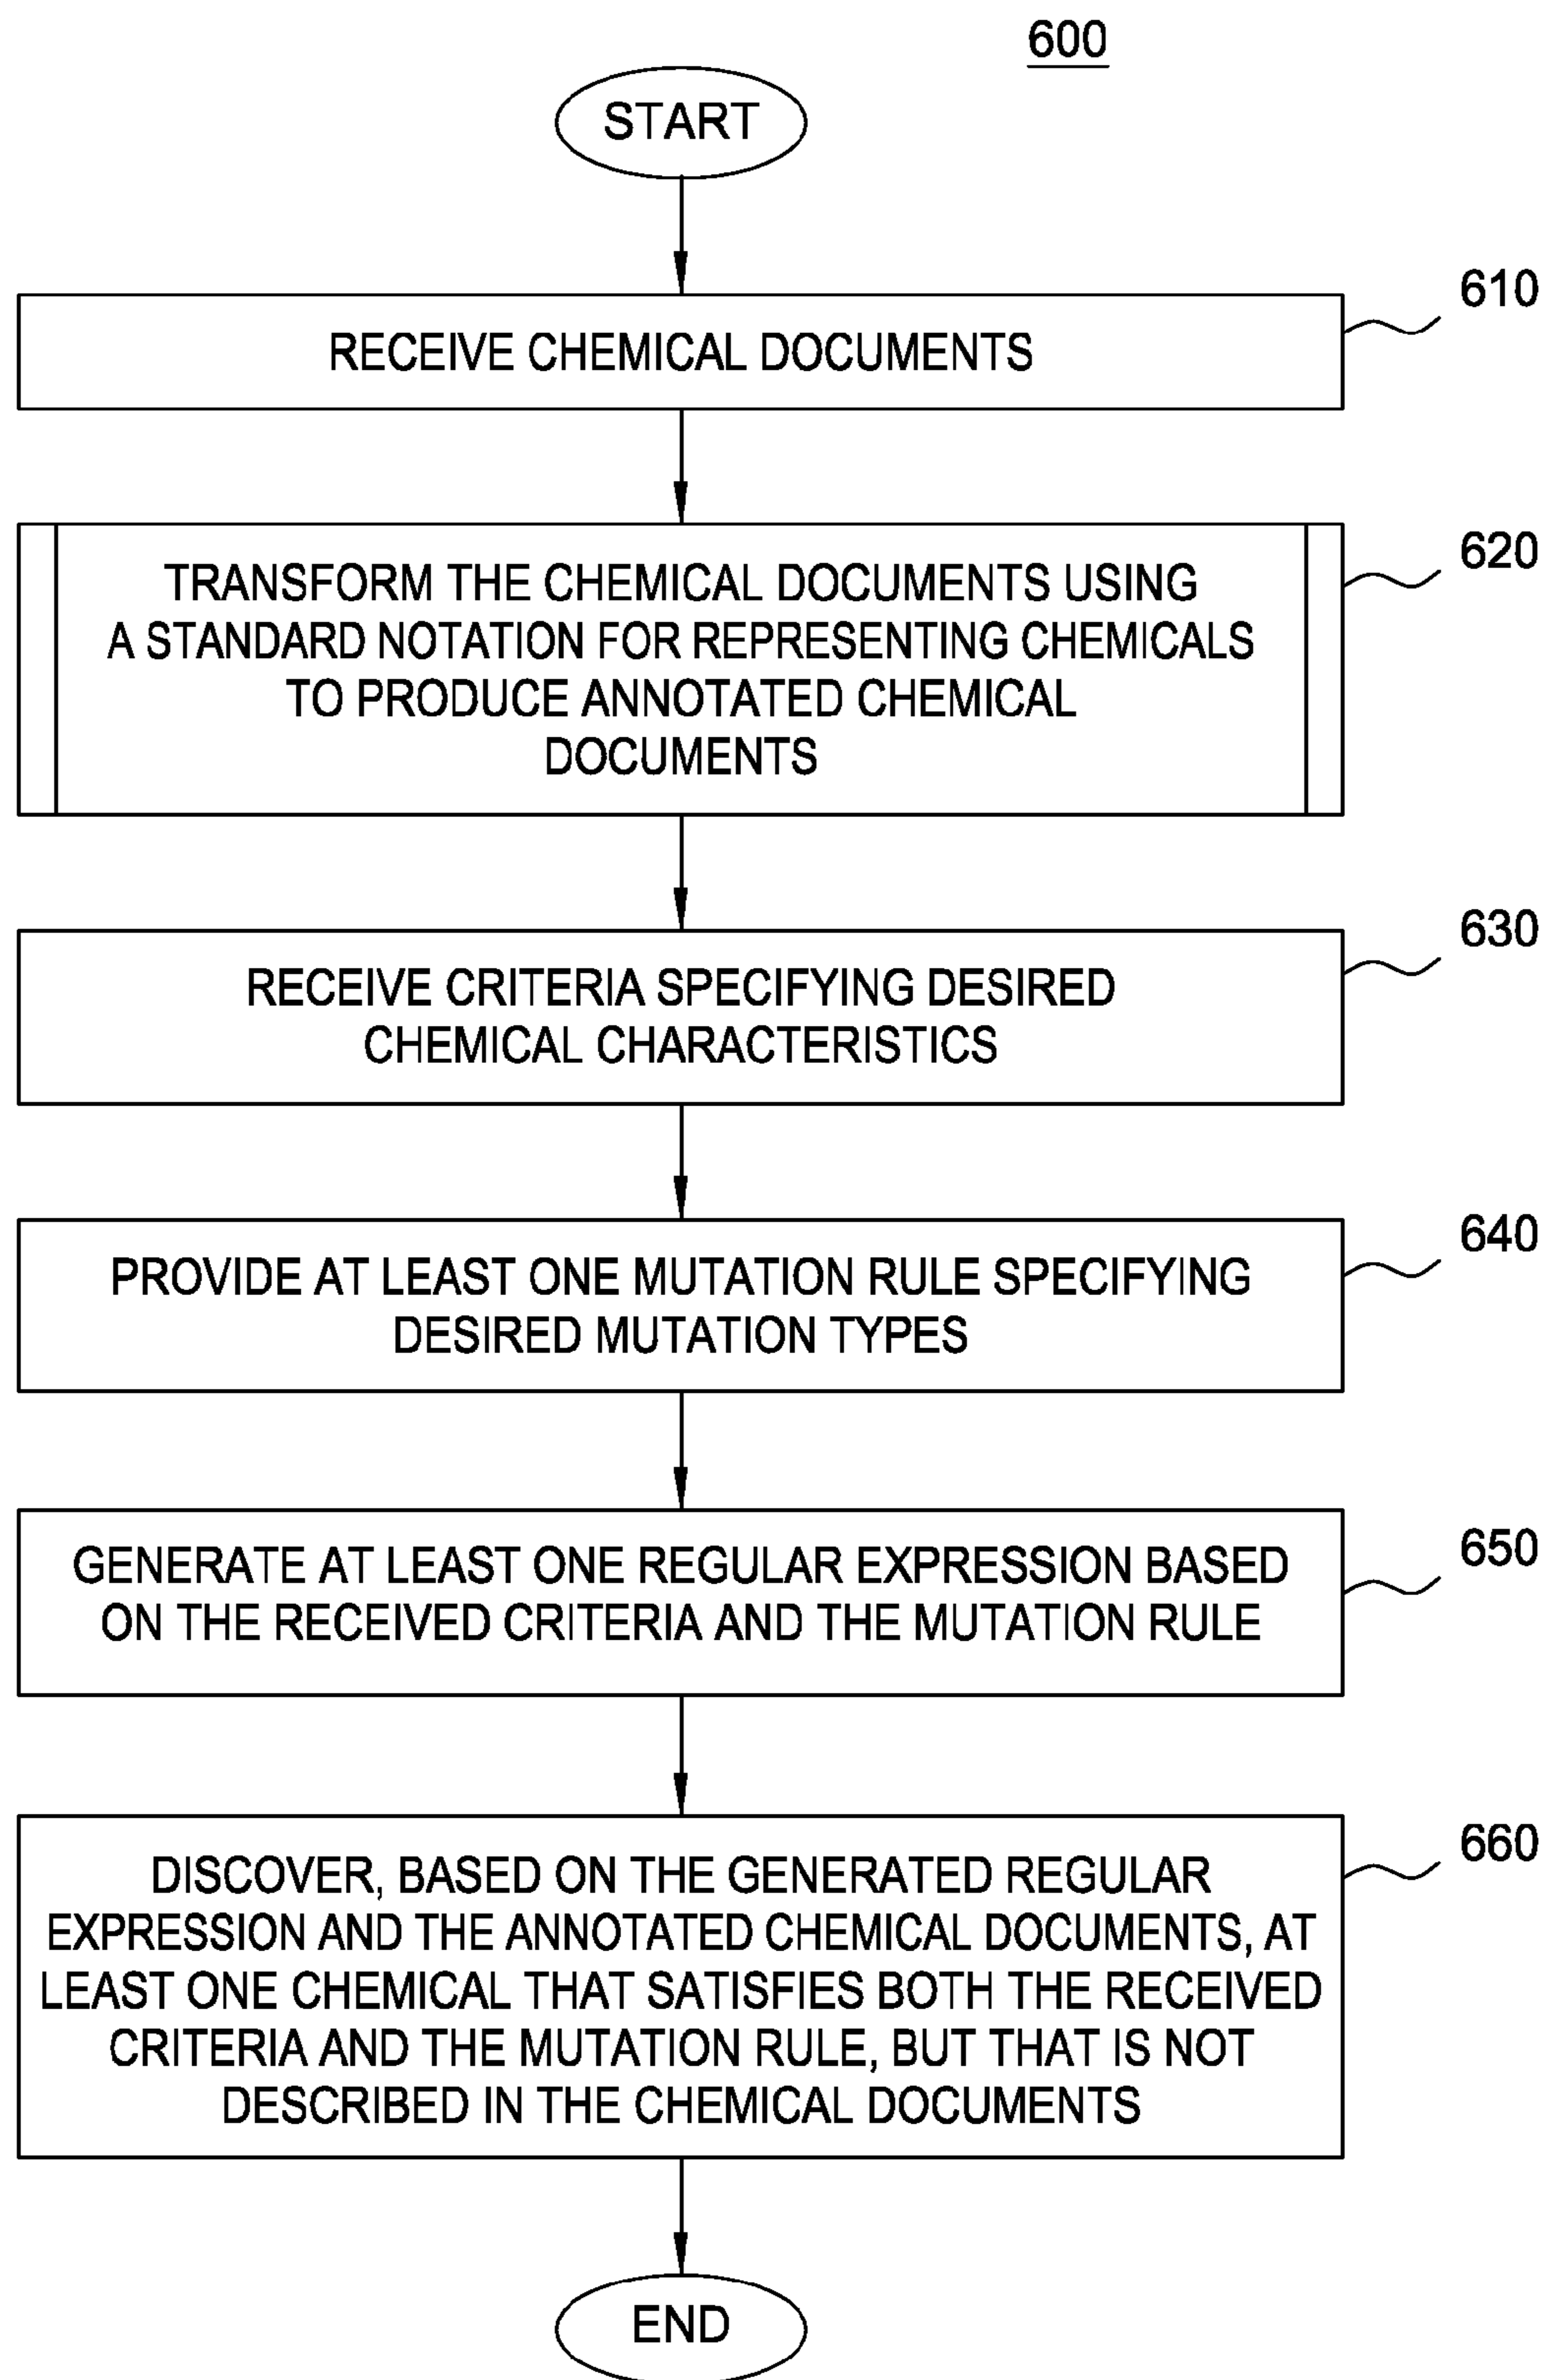 600
START
610
RECEIVE CHEMICAL DOCUMENTS
620
TRANSFORM THE CHEMICAL DOCUMENTS USING
A STANDARD NOTATION FOR REPRESENTING CHEMICALS
TO PRODUCE ANNOTATED CHEMICAL
DOCUMENTS
630
RECEIVE CRITERIA SPECIFYING DESIRED
CHEMICAL CHARACTERISTICS
640
PROVIDE AT LEAST ONE MUTATION RULE SPECIFYING
DESIRED MUTATION TYPES
650
GENERATE AT LEAST ONE REGULAR EXPRESSION BASED
ON THE RECEIVED CRITERIA AND THE MUTATION RULE
660
DISCOVER, BASED ON THE GENERATED REGULAR
EXPRESSION AND THE ANNOTATED CHEMICAL DOCUMENTS, AT
LEAST ONE CHEMICAL THAT SATISFIES BOTH THE RECEIVED
CRITERIA AND THE MUTATION RULE, BUT THAT IS NOT
DESCRIBED IN THE CHEMICAL DOCUMENTS
END